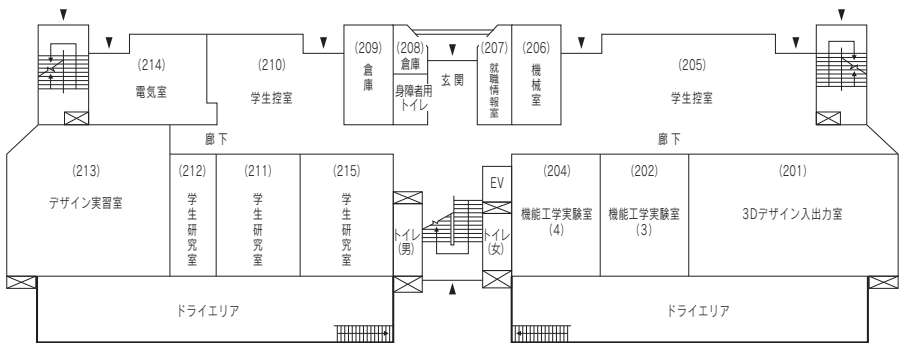 (214)
電気室
(210)
学生控室
(209)
倉庫
(208)
倉庫
身障者用
トイレ
玄関
(207)
就職情報室
(206)
機械室
(205)
学生控室
廊下
廊下
(213)
デザイン実習室
(212)
学生研究室
(211)
学生研究室
(215)
学生研究室
トイレ
(男)
EV
トイレ
(女)
(204)
機能工学実験室
(4)
(202)
機能工学実験室
(3)
(201)
3Dデザイン入出力室
ドライエリア
ドライエリア